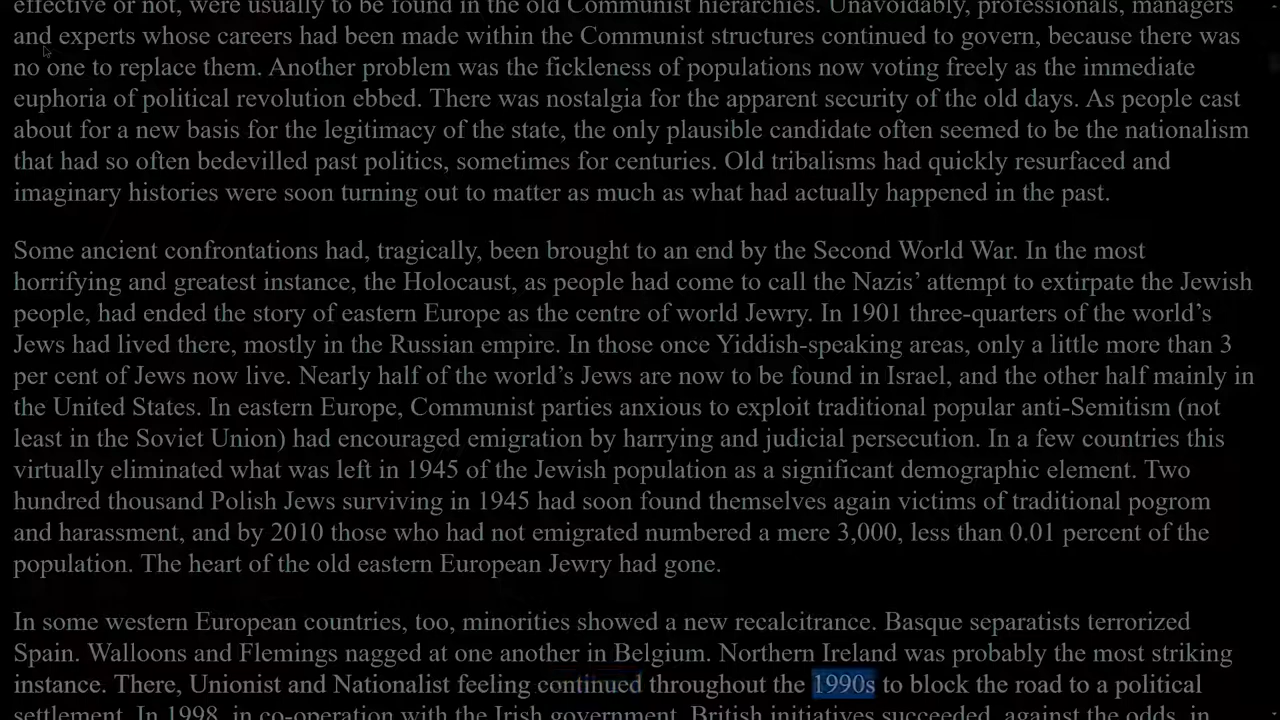 effective or not, were usually to be found in the old Communist hierarchies. Unavoidably, professionals, managers
and experts whose careers had been made within the Communist structures continued to govern, because there was
no one to replace them. Another problem was the fickleness of populations now voting freely as the immediate
euphoria of political revolution ebbed. There was nostalgia for the apparent security of the old days. As people cast
about for a new basis for the legitimacy of the state, the only plausible candidate often seemed to be the nationalism
that had so often bedevilled past politics, sometimes for centuries. Old tribalisms had quickly resurfaced and
imaginary histories were soon turning out to matter as much as what had actually happened in the past.
Some ancient confrontations had, tragically, been brought to an end by the Second World War. In the most
horrifying and greatest instance, the Holocaust, as people had come to call the Nazis’ attempt to extirpate the Jewish
people, had ended the story of eastern Europe as the centre of world Jewry. In 1901 three-quarters of the world’s
Jews had lived there, mostly in the Russian empire. In those once Yiddish-speaking areas, only a little more than 3
per cent of Jews now live. Nearly half of the world’s Jews are now to be found in Israel, and the other half mainly in
the United States. In eastern Europe, Communist parties anxious to exploit traditional popular anti-Semitism (not
least in the Soviet Union) had encouraged emigration by harrying and judicial persecution. In a few countries this
virtually eliminated what was left in 1945 of the Jewish population as a significant demographic element. Two
hundred thousand Polish Jews surviving in 1945 had soon found themselves again victims of traditional pogrom
and harassment, and by 2010 those who had not emigrated numbered a mere 3,000, less than 0.01 percent of the
population. The heart of the old eastern European Jewry had gone.
In some western European countries, too, minorities showed a new recalcitrance. Basque separatists terrorized
Spain. Walloons and Flemings nagged at one another in Belgium. Northern Ireland was probably the most striking
instance. There, Unionist and Nationalist feeling continued throughout the 1990s to block the road to a political
settlement. In 1998, in co-operation with the Irish government, British initiatives succeeded, against the odds, in